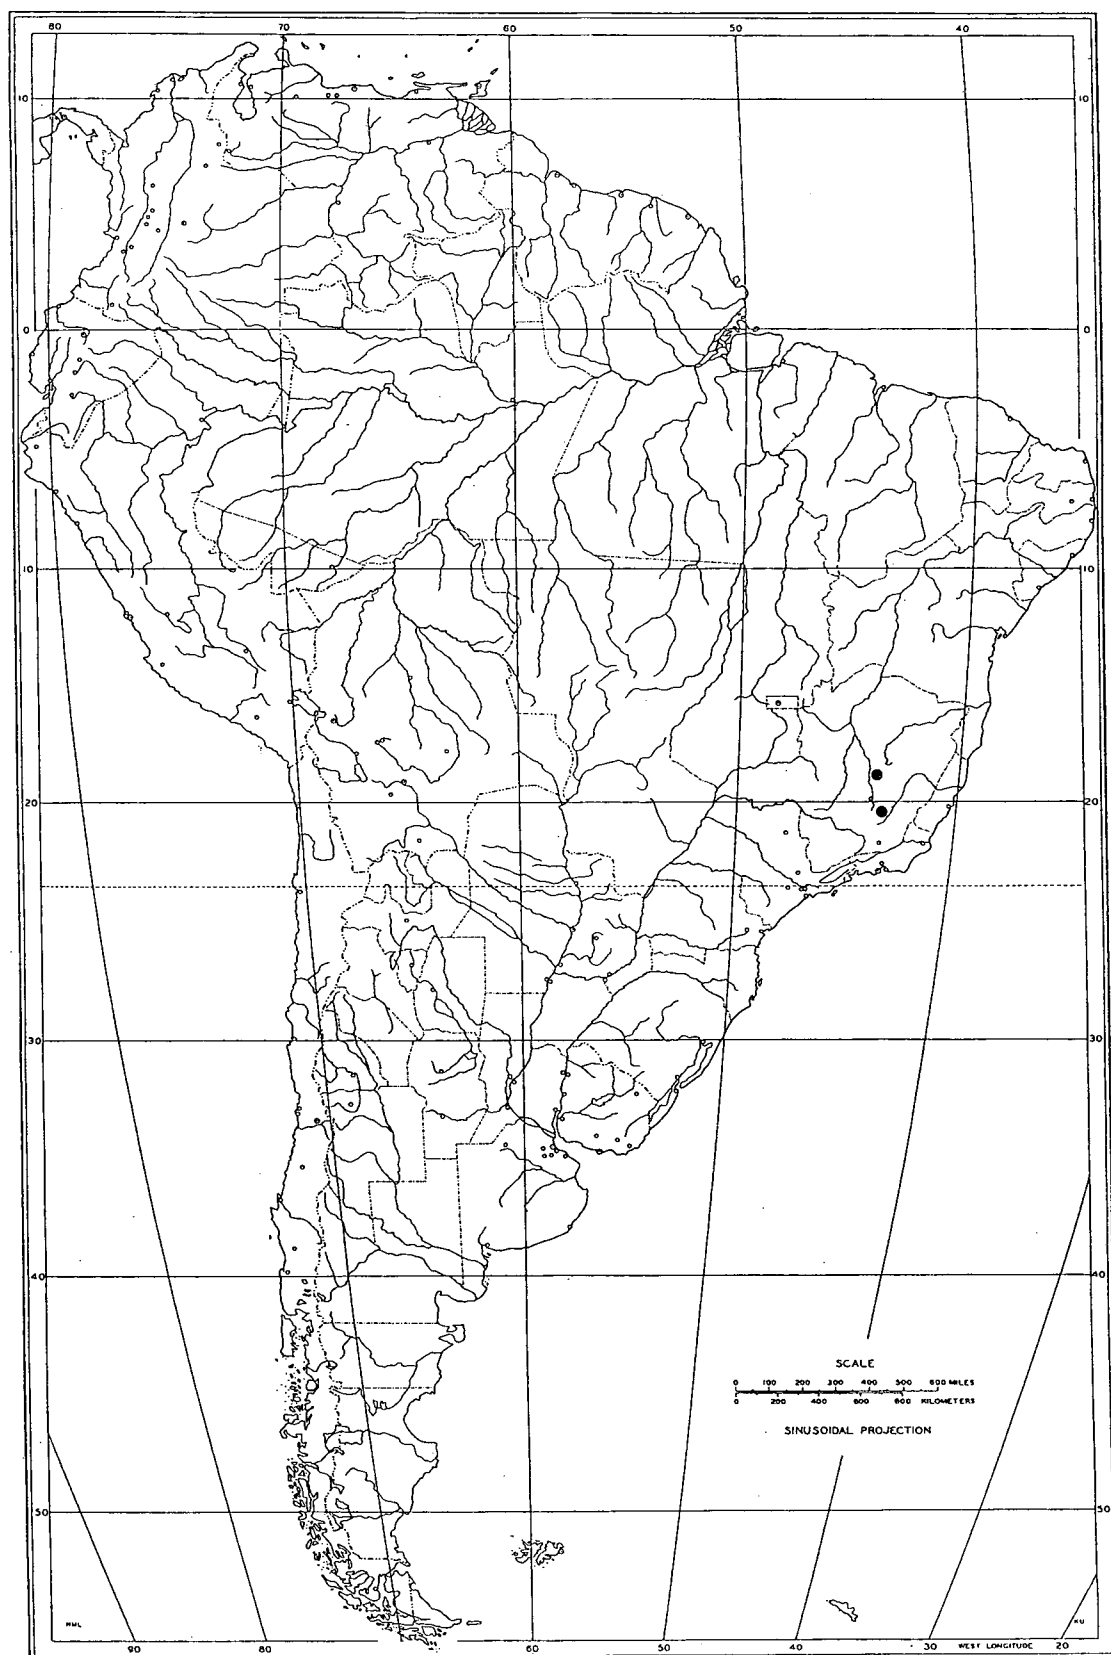 80 70 60 50 40
10 10
0 0
10 10
20 20
30 30
40 40
SCALE
0 100 200 300 400 500 600 MILES
0 200 400 600 800 KILOMETERS
SINUSOIDAL PROJECTION
50 50
HML KU
90 80 70 60 50 40 30 WEST LONGITUDE 20